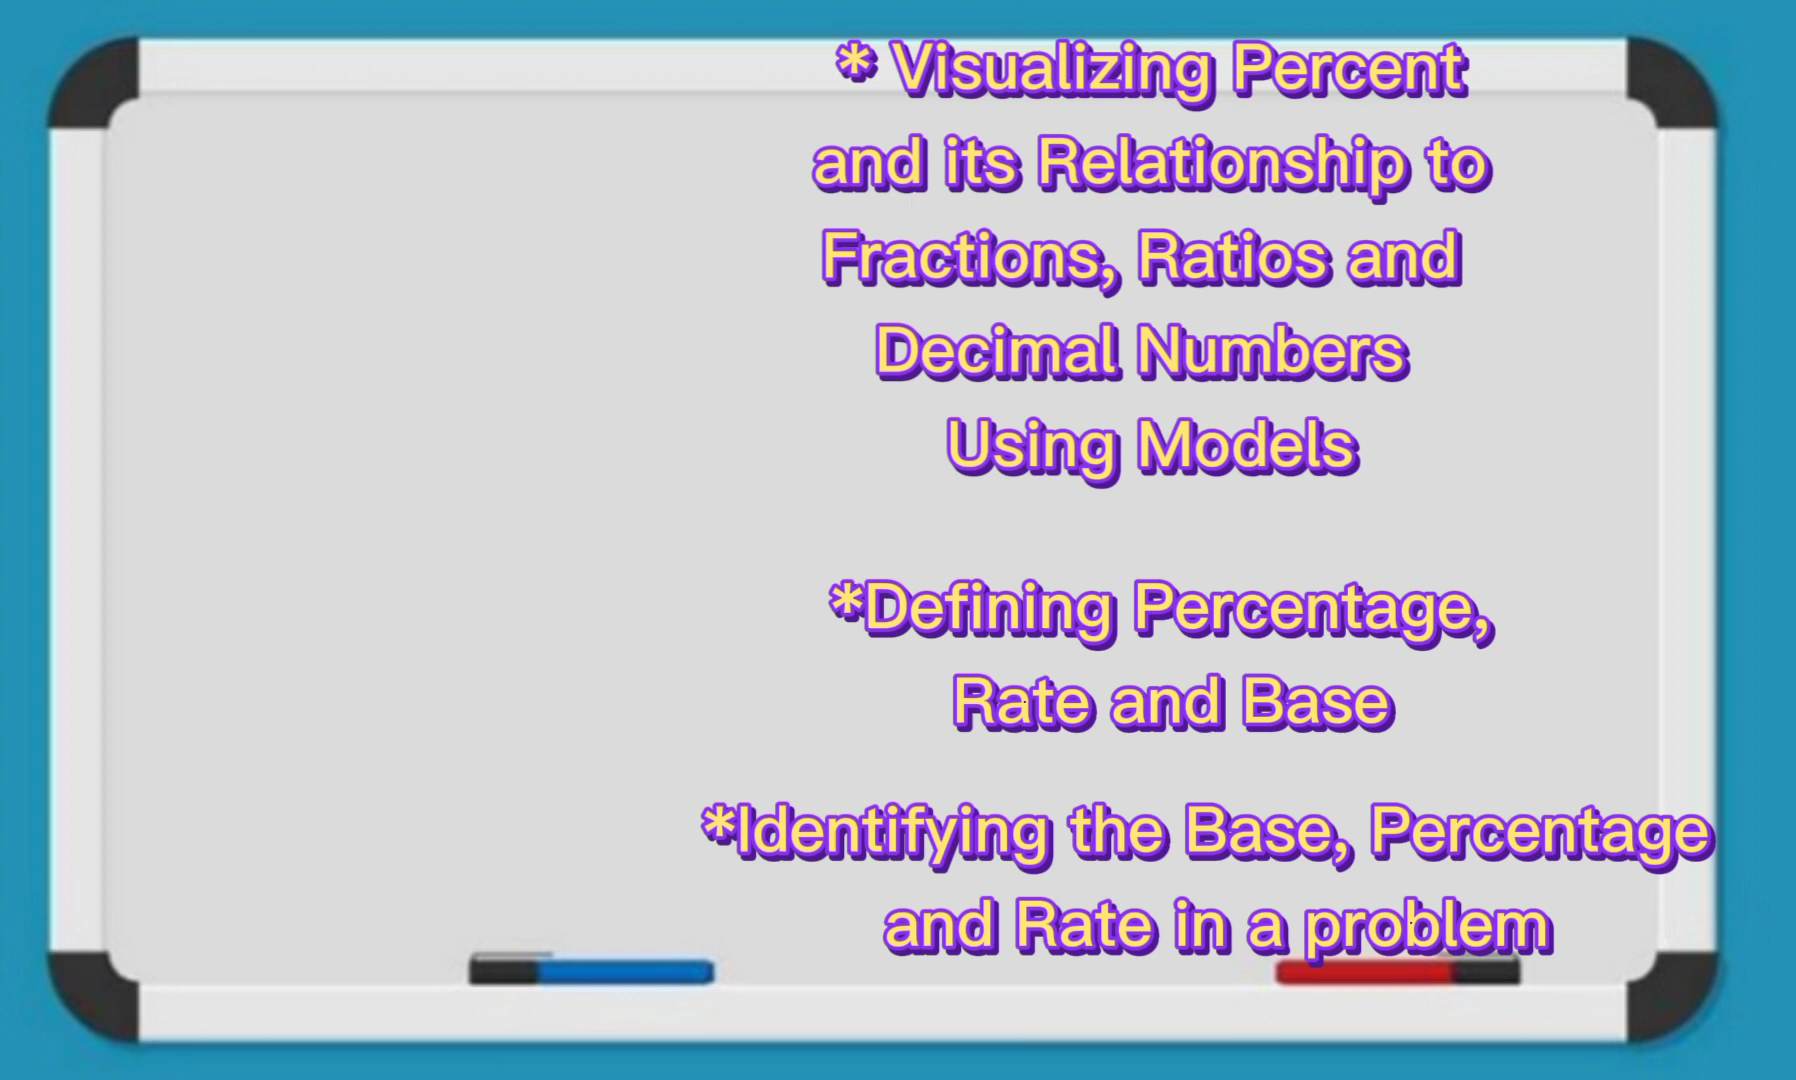 * Visualizing Percent
and its Relationship to
Fractions, Ratios and
Decimal Numbers
Using Models
*Defining Percentage,
Rate and Base
*Identifying the Base, Percentage
and Rate in a problem